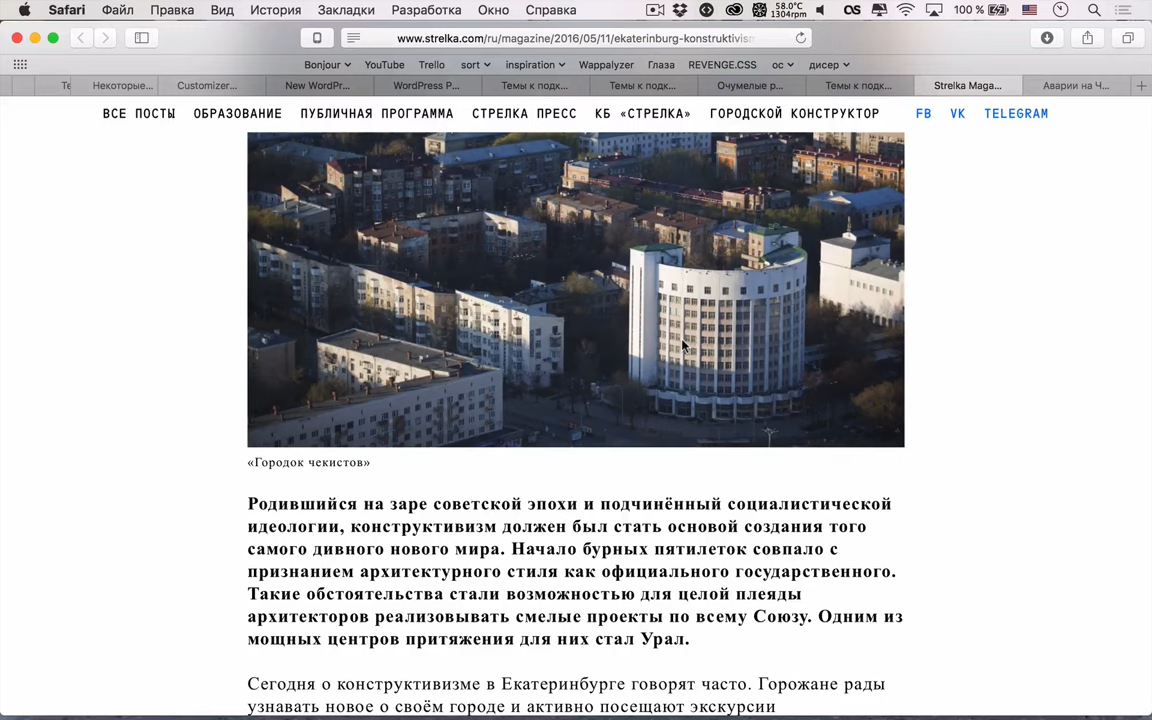 Safari Файл Правка Вид История Закладки Разработка Окно Справка 58.0°C 1304rpm 100 %
www.strelka.com/ru/magazine/2016/05/11/ekaterinburg-konstruktivism
Bonjour YouTube Trello sort inspiration Wappalyzer Глаза REVENGE.CSS ос дисер
Те Некоторые... Customizer... New WordPr... WordPress P... Темы к подк... Темы к подк... Очумелые р... Темы к подк... Strelka Maga... Аварии на Ч...
ВСЕ ПОСТЫ ОБРАЗОВАНИЕ ПУБЛИЧНАЯ ПРОГРАММА СТРЕЛКА ПРЕСС КБ «СТРЕЛКА» ГОРОДСКОЙ КОНСТРУКТОР FB VK TELEGRAM
«Городок чекистов»
Родившийся на заре советской эпохи и подчинённый социалистической
идеологии, конструктивизм должен был стать основой создания того
самого дивного нового мира. Начало бурных пятилеток совпало с
признанием архитектурного стиля как официального государственного.
Такие обстоятельства стали возможностью для целой плеяды
архитекторов реализовывать смелые проекты по всему Союзу. Одним из
мощных центров притяжения для них стал Урал.
Сегодня о конструктивизме в Екатеринбурге говорят часто. Горожане рады
узнавать новое о своём городе и активно посещают экскурсии